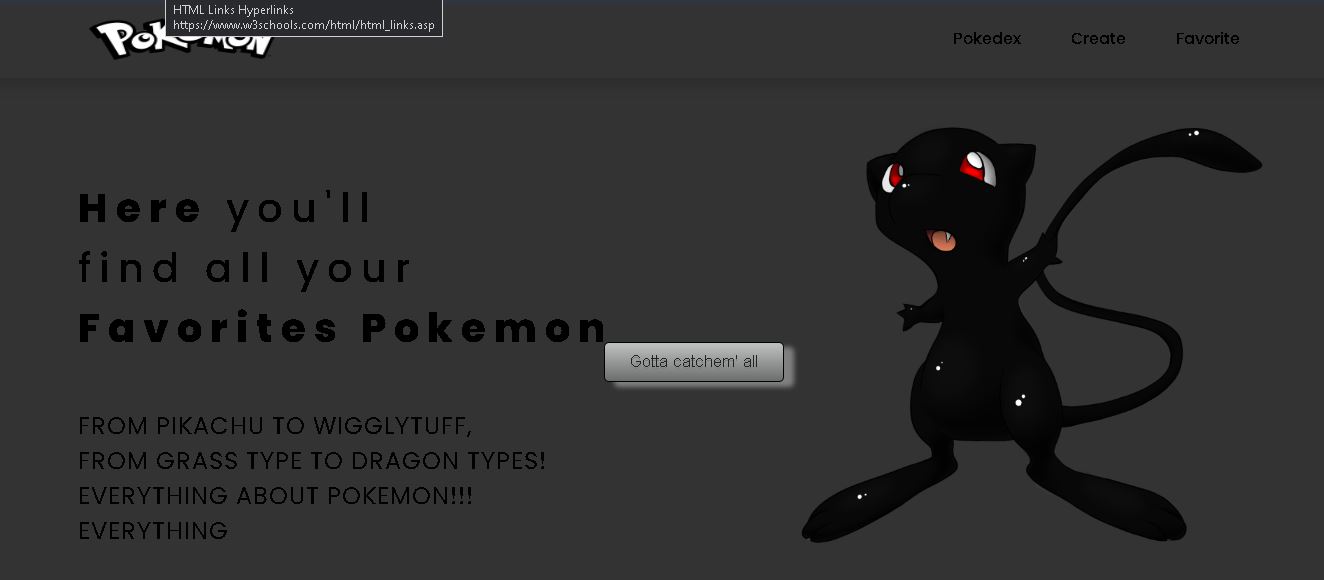 HTML Links Hyperlinks
https://www.w3schools.com/html/html_links.asp
POKéMON
Pokedex
Create
Favorite
Here you'll
find all your
Favorites Pokemon
Gotta catchem' all
FROM PIKACHU TO WIGGLYTUFF,
FROM GRASS TYPE TO DRAGON TYPES!
EVERYTHING ABOUT POKEMON!!!
EVERYTHING